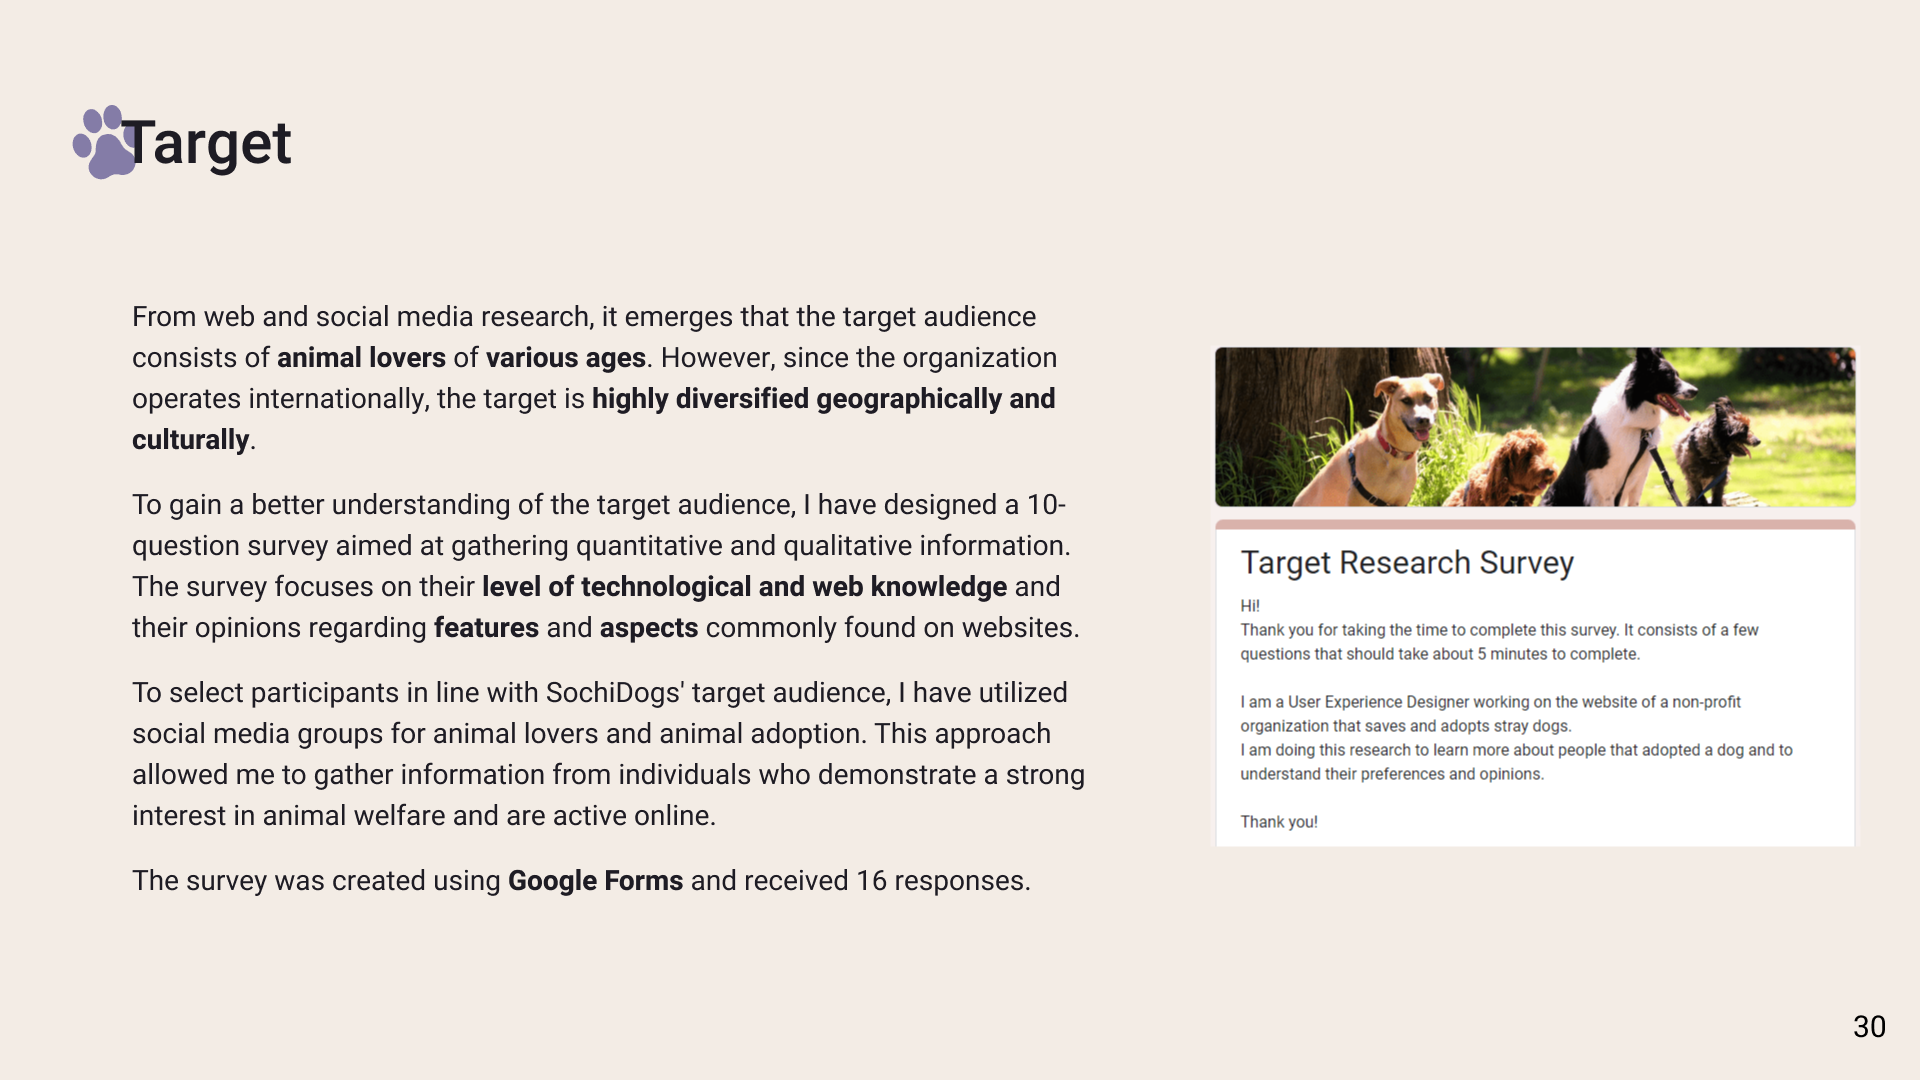 Target
From web and social media research, it emerges that the target audience
consists of animal lovers of various ages. However, since the organization
operates internationally, the target is highly diversified geographically and
culturally.
To gain a better understanding of the target audience, I have designed a 10-
question survey aimed at gathering quantitative and qualitative information.
The survey focuses on their level of technological and web knowledge and
their opinions regarding features and aspects commonly found on websites.
To select participants in line with SochiDogs' target audience, I have utilized
social media groups for animal lovers and animal adoption. This approach
allowed me to gather information from individuals who demonstrate a strong
interest in animal welfare and are active online.
The survey was created using Google Forms and received 16 responses.
Target Research Survey
Hi!
Thank you for taking the time to complete this survey. It consists of a few
questions that should take about 5 minutes to complete.
I am a User Experience Designer working on the website of a non-profit
organization that saves and adopts stray dogs.
I am doing this research to learn more about people that adopted a dog and to
understand their preferences and opinions.
Thank you!
30